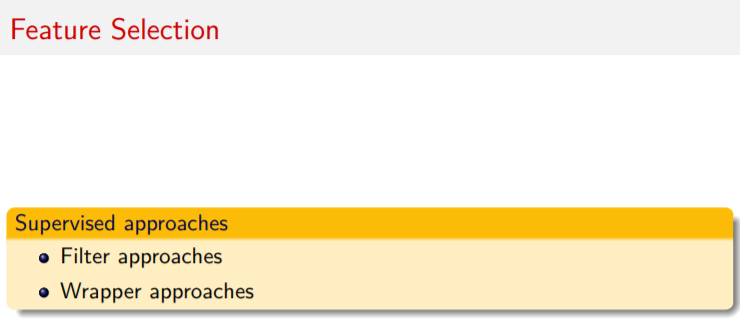 Feature Selection
Supervised approaches
Filter approaches
Wrapper approaches